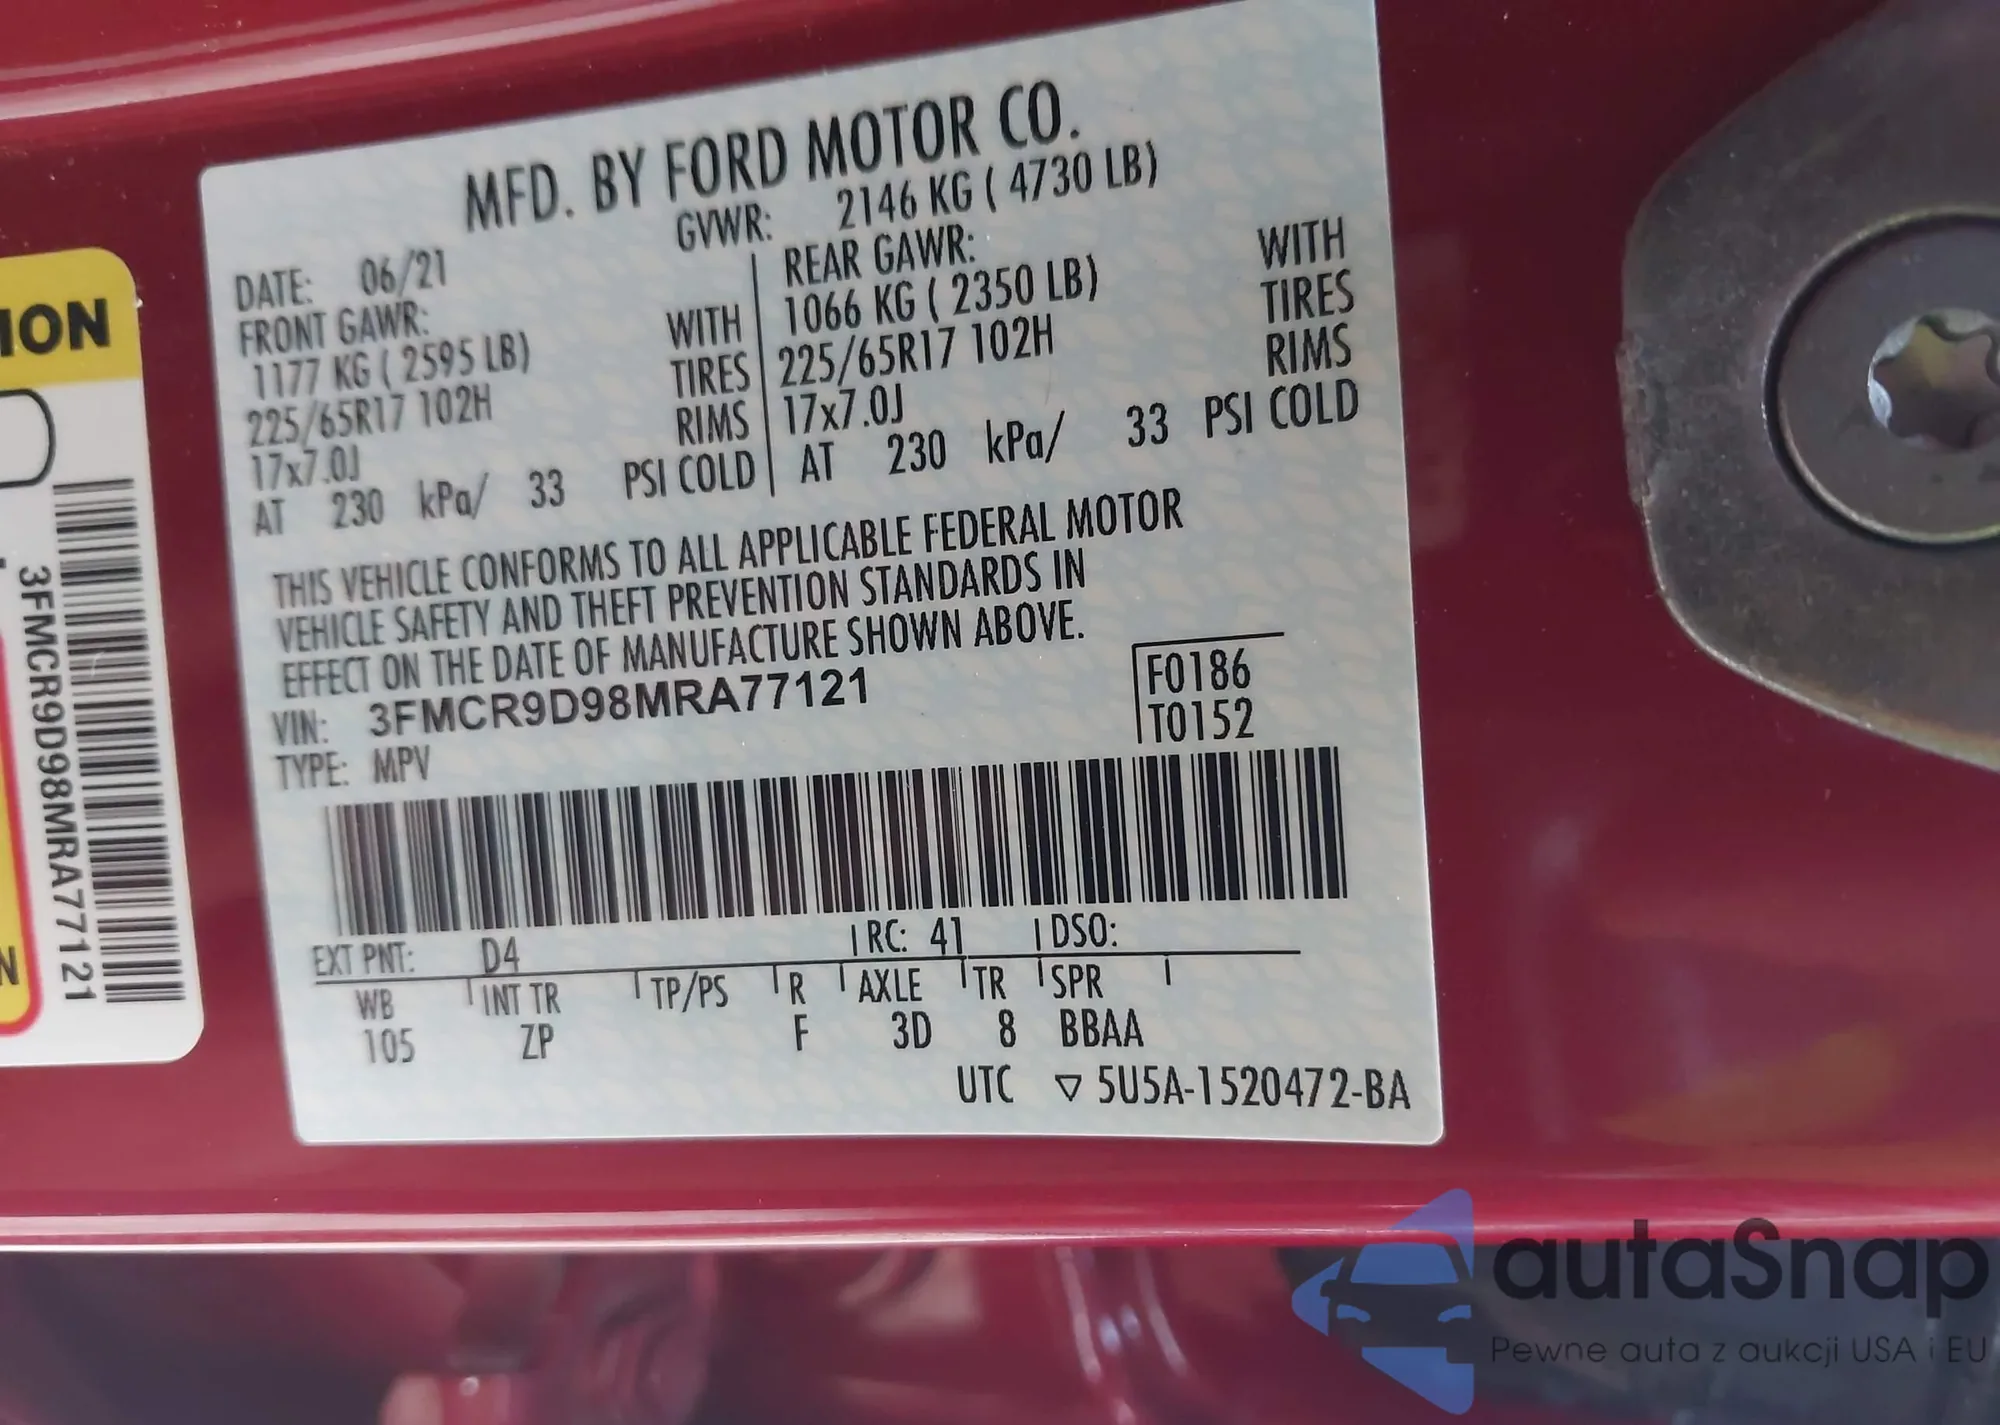 MFD. BY FORD MOTOR CO.
DATE: 06/21 GVWR: 2146 KG ( 4730 LB)
FRONT GAWR: REAR GAWR:
1177 KG ( 2595 LB) WITH 1066 KG ( 2350 LB) WITH
225/65R17 102H TIRES 225/65R17 102H TIRES
17x7.0J RIMS 17x7.0J RIMS
AT 230 kPa/ 33 PSI COLD AT 230 kPa/ 33 PSI COLD
THIS VEHICLE CONFORMS TO ALL APPLICABLE FEDERAL MOTOR
VEHICLE SAFETY AND THEFT PREVENTION STANDARDS IN
EFFECT ON THE DATE OF MANUFACTURE SHOWN ABOVE.
VIN: 3FMCR9D98MRA77121 F0186
TYPE: MPV T0152
EXT PNT: D4 RC: 41 DSO:
WB INT TR TP/PS R AXLE TR SPR
105 ZP F 3D 8 BBAA
UTC ▽ 5U5A-1520472-BA
ION
3FMCR9D98MRA77121
N
autaSnap
Pewne auta z aukcji USA i EU